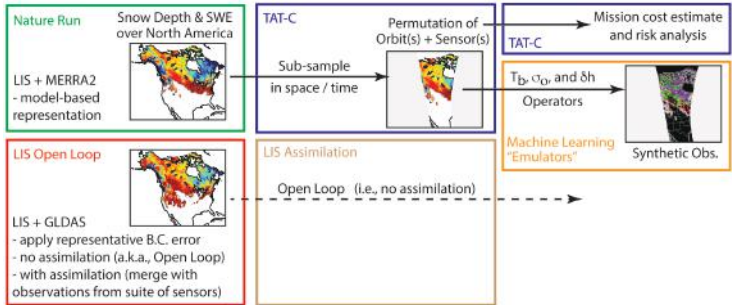 Nature Run
Snow Depth & SWE
over North America
LIS + MERRA2
- model-based
representation
TAT-C
Sub-sample
in space / time
Permutation of
Orbit(s) + Sensor(s)
Mission cost estimate
and risk analysis
TAT-C
Tb, σo, and δh
Operators
Machine Learning
"Emulators"
Synthetic Obs.
LIS Open Loop
LIS + GLDAS
- apply representative B.C. error
- no assimilation (a.k.a., Open Loop)
- with assimilation (merge with
observations from suite of sensors)
LIS Assimilation
Open Loop (i.e., no assimilation)